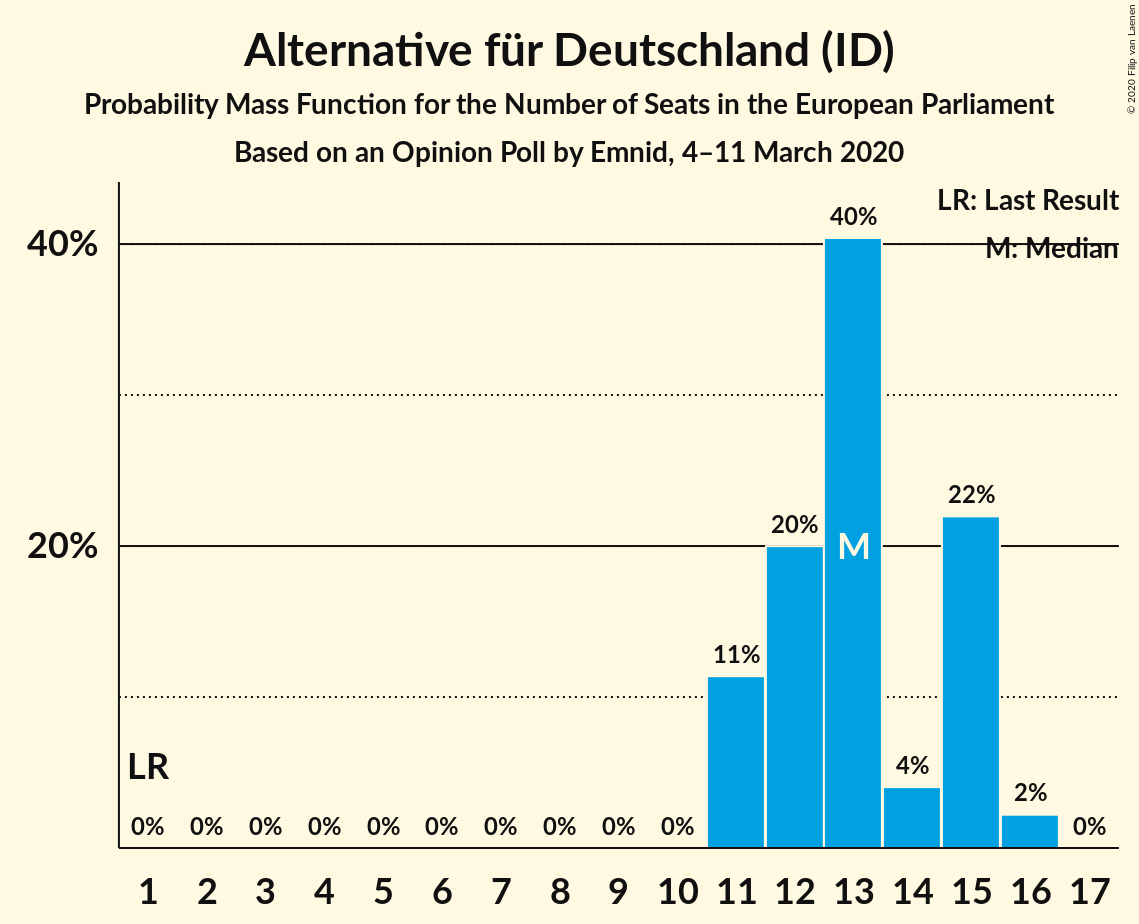 Alternative für Deutschland (ID)
Probability Mass Function for the Number of Seats in the European Parliament
Based on an Opinion Poll by Emnid, 4–11 March 2020
© 2020 Filip van Laenen
LR: Last Result
M: Median
40%
20%
40%
22%
20%
M
11%
4%
2%
LR
0% 0% 0% 0% 0% 0% 0% 0% 0% 0% 0%
1 2 3 4 5 6 7 8 9 10 11 12 13 14 15 16 17